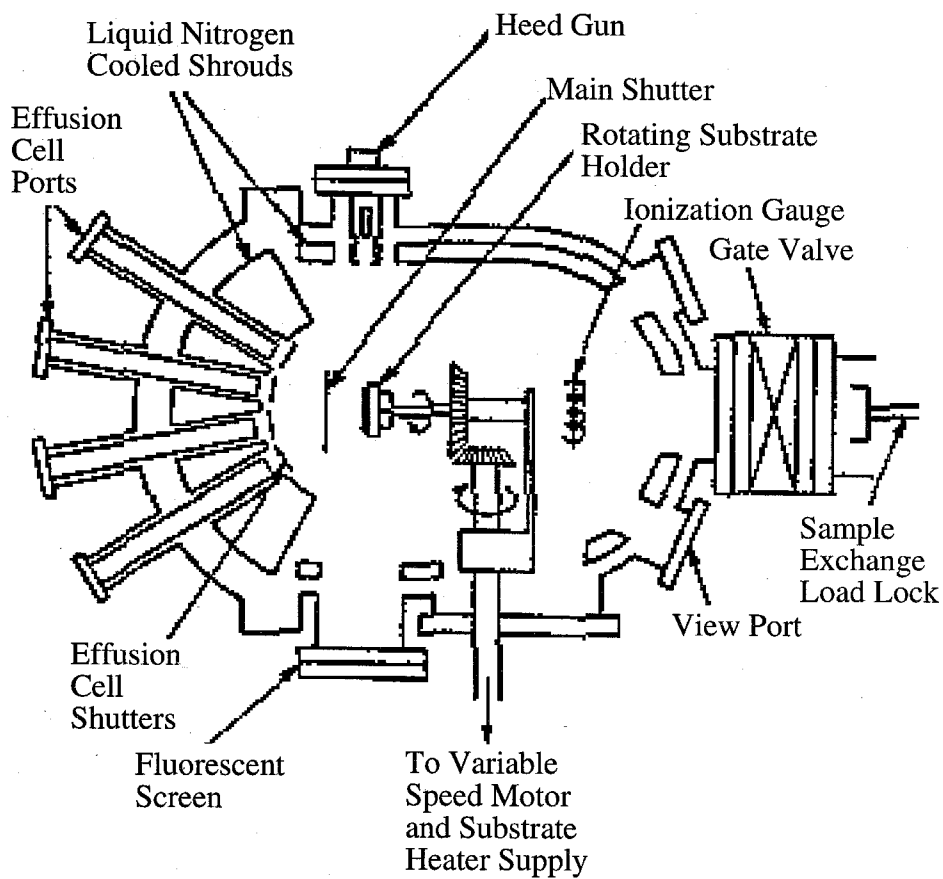 Liquid Nitrogen
Cooled Shrouds
Heed Gun
Main Shutter
Effusion
Cell
Ports
Rotating Substrate
Holder
Ionization Gauge
Gate Valve
Sample
Exchange
Load Lock
View Port
Effusion
Cell
Shutters
Fluorescent
Screen
To Variable
Speed Motor
and Substrate
Heater Supply